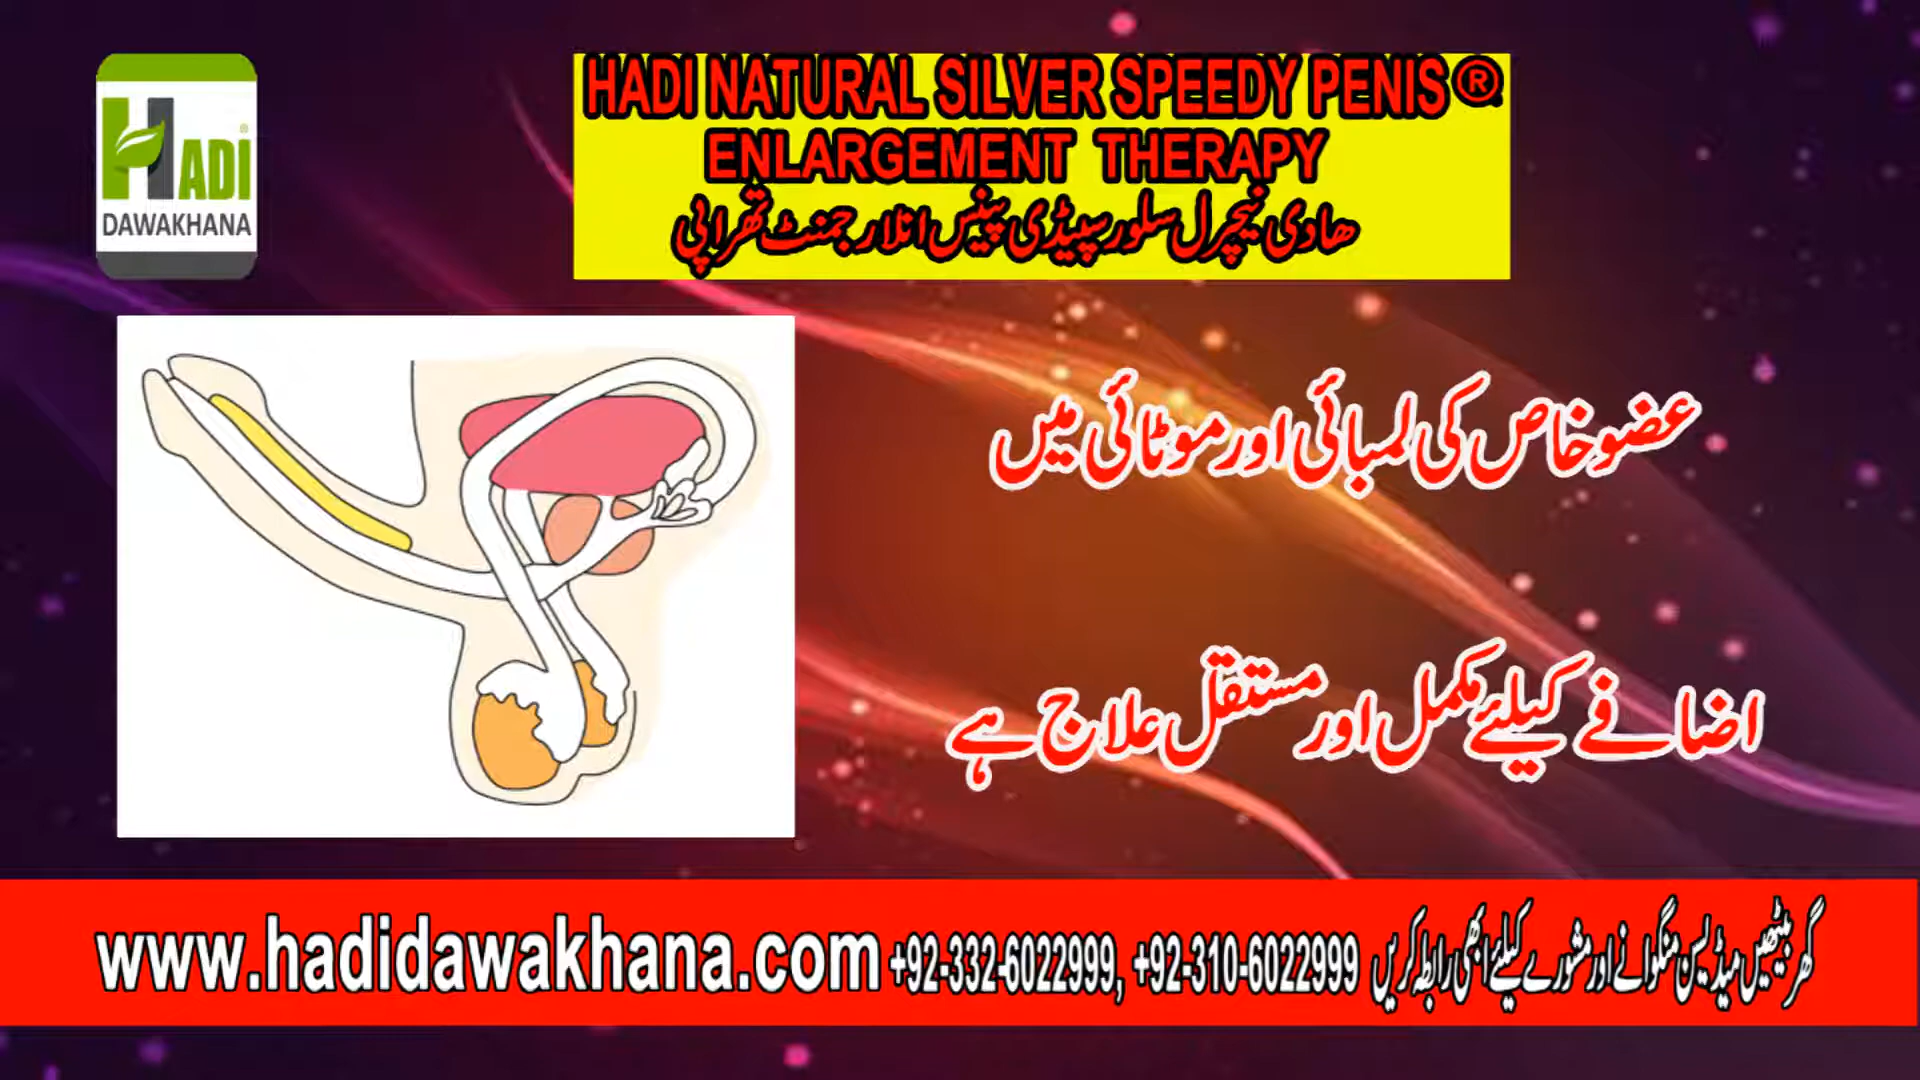 HADI
®
DAWAKHANA
HADI NATURAL SILVER SPEEDY PENIS ®
ENLARGEMENT THERAPY
ھادی نیچرل سلور سپیڈی پینس انلارجمنٹ تھراپی
عضو خاص کی لمبائی اور موٹائی میں
اضافے کیلئے مکمل اور مستقل علاج ہے
www.hadidawakhana.com +92-332-6022999, +92-310-6022999 گھر بیٹھیں میڈیسن منگوانے اور مشورے کیلئے ابھی رابطہ کریں